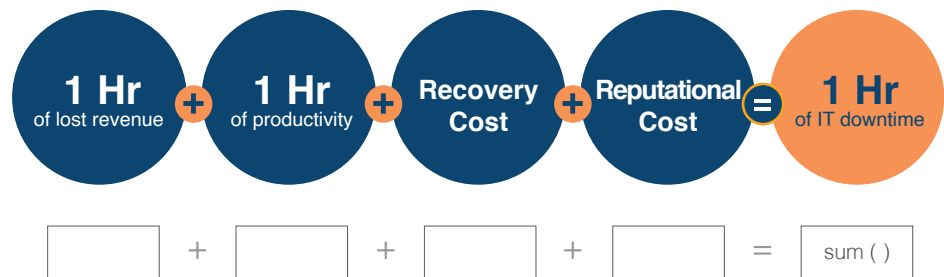 1 Hr
of lost revenue
+
1 Hr
of productivity
+
Recovery
Cost
+
Reputational
Cost
=
1 Hr
of IT downtime
+ + + = sum ( )